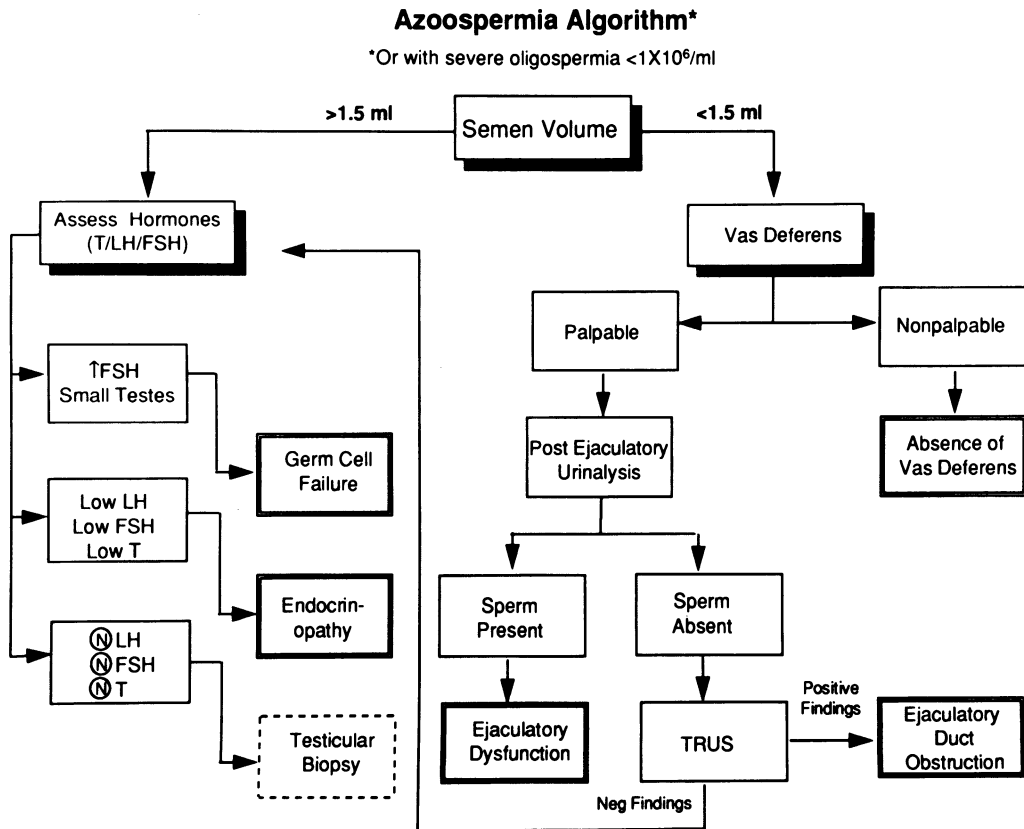 Azoospermia Algorithm*
*Or with severe oligospermia <1X10⁶/ml
>1.5 ml
Semen Volume
<1.5 ml
Assess Hormones
(T/LH/FSH)
Vas Deferens
Palpable
Nonpalpable
↑FSH
Small Testes
Post Ejaculatory
Urinalysis
Absence of
Vas Deferens
Germ Cell
Failure
Low LH
Low FSH
Low T
Sperm
Present
Sperm
Absent
Endocrin-
opathy
Ⓝ LH
Ⓝ FSH
Ⓝ T
Ejaculatory
Dysfunction
TRUS
Positive
Findings
Ejaculatory
Duct
Obstruction
Testicular
Biopsy
Neg Findings